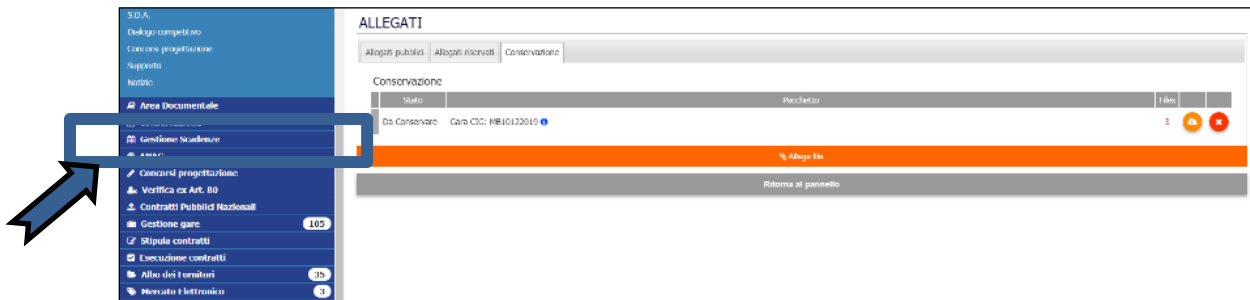 S.D.A.
Dialogo competitivo
Concorsi progettazione
Supporto
Notizie
Area Documentale
Gestione Scadenze
ANAC
Concorsi progettazione
Verifica ex Art. 80
Contratti Pubblici Nazionali
Gestione gare 105
Stipula contratti
Esecuzione contratti
Albo dei Fornitori 35
Mercato Elettronico 3
ALLEGATI
Allegati pubblici Allegati riservati Conservazione
Conservazione
Stato Pacchetto Files
Da Conservare Gara CIG: MB10122019 3
Allega file
Ritorna al pannello